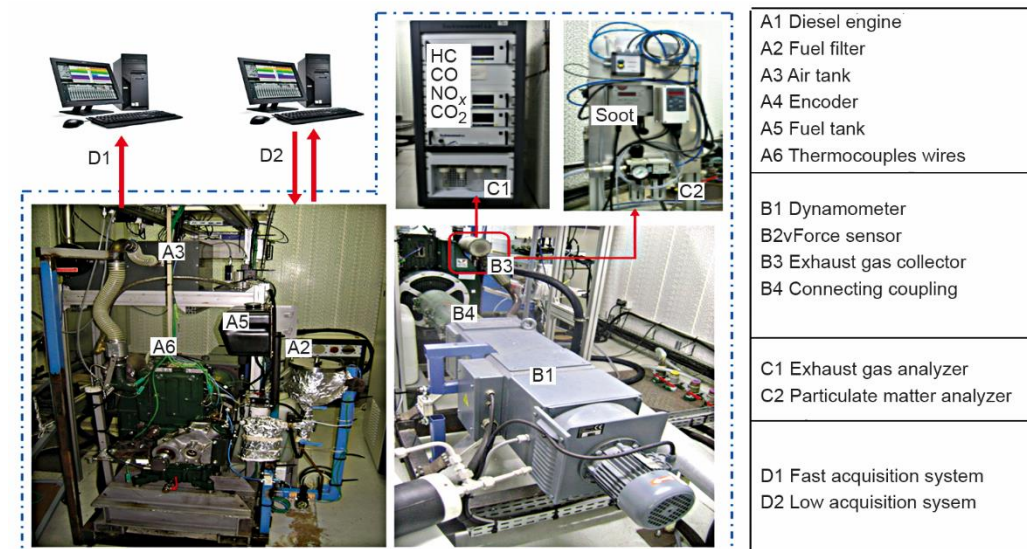 D1
D2
HC
CO
NOx
CO2
C1
Soot
C2
A3
A5
A6
A2
B3
B4
B1
A1 Diesel engine
A2 Fuel filter
A3 Air tank
A4 Encoder
A5 Fuel tank
A6 Thermocouples wires
B1 Dynamometer
B2vForce sensor
B3 Exhaust gas collector
B4 Connecting coupling
C1 Exhaust gas analyzer
C2 Particulate matter analyzer
D1 Fast acquisition system
D2 Low acquisition sysem